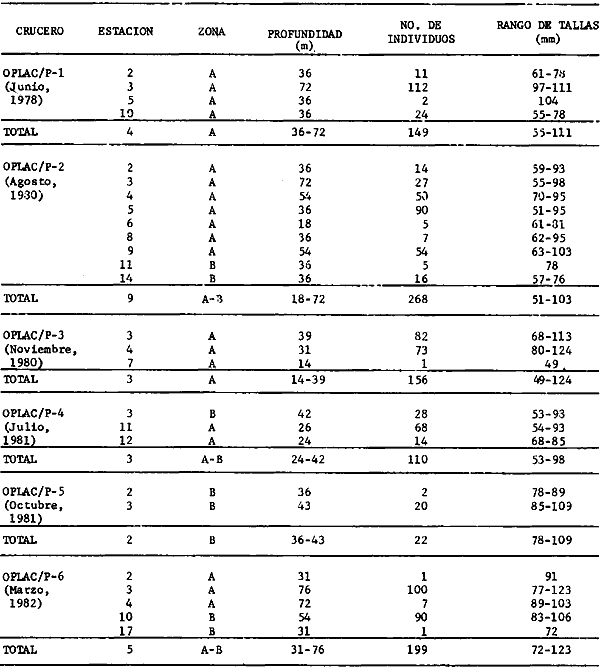 CRUCERO ESTACION ZONA PROFUNDIDAD (m) NO. DE INDIVIDUOS RANGO DE TALLAS (mm)
OPLAC/P-1 2 A 36 11 61-78
(Junio, 3 A 72 112 97-111
1978) 5 A 36 2 104
10 A 36 24 55-78
TOTAL 4 A 36-72 149 55-111
OPLAC/P-2 2 A 36 14 59-93
(Agosto, 3 A 72 27 55-98
1980) 4 A 54 50 70-95
5 A 36 90 51-95
6 A 18 5 61-81
8 A 36 7 62-95
9 A 54 54 63-103
11 B 36 5 78
14 B 36 16 57-76
TOTAL 9 A-B 18-72 268 51-103
OPLAC/P-3 3 A 39 82 68-113
(Noviembre, 4 A 31 73 80-124
1980) 7 A 14 1 49
TOTAL 3 A 14-39 156 49-124
OPLAC/P-4 3 B 42 28 53-93
(Julio, 11 A 26 68 54-93
1981) 12 A 24 14 68-85
TOTAL 3 A-B 24-42 110 53-98
OPLAC/P-5 2 B 36 2 78-89
(Octubre, 3 B 43 20 85-109
1981)
TOTAL 2 B 36-43 22 78-109
OPLAC/P-6 2 A 31 1 91
(Marzo, 3 A 76 100 77-123
1982) 4 A 72 7 89-103
10 B 54 90 83-106
17 B 31 1 72
TOTAL 5 A-B 31-76 199 72-123